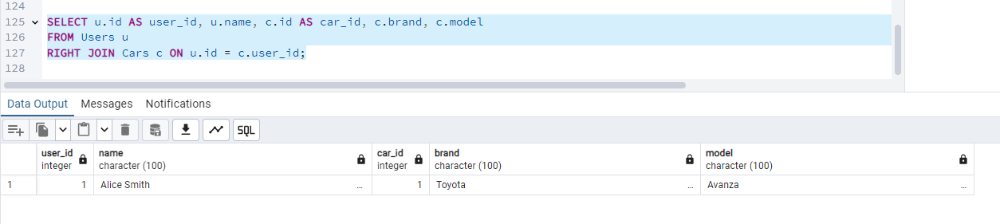 124
125 SELECT u.id AS user_id, u.name, c.id AS car_id, c.brand, c.model
126 FROM Users u
127 RIGHT JOIN Cars c ON u.id = c.user_id;
128
Data Output Messages Notifications
SQL
user_id name car_id brand model
integer character (100) integer character (100) character (100)
1 1 Alice Smith ... 1 Toyota ... Avanza ...